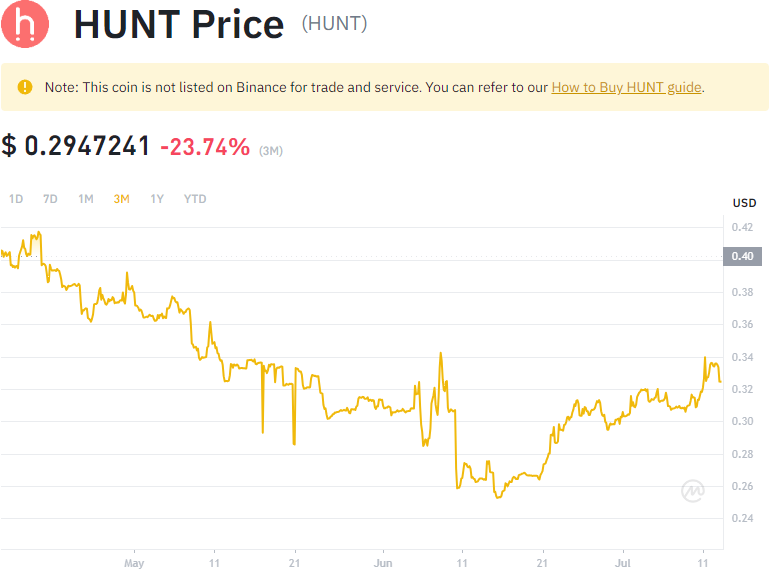 HUNT Price (HUNT)
Note: This coin is not listed on Binance for trade and service. You can refer to our How to Buy HUNT guide.
$ 0.2947241 -23.74% (3M)
1D 7D 1M 3M 1Y YTD
USD
0.42
0.40
0.38
0.36
0.34
0.32
0.30
0.28
0.26
0.24
May 11 21 Jun 11 21 Jul 11